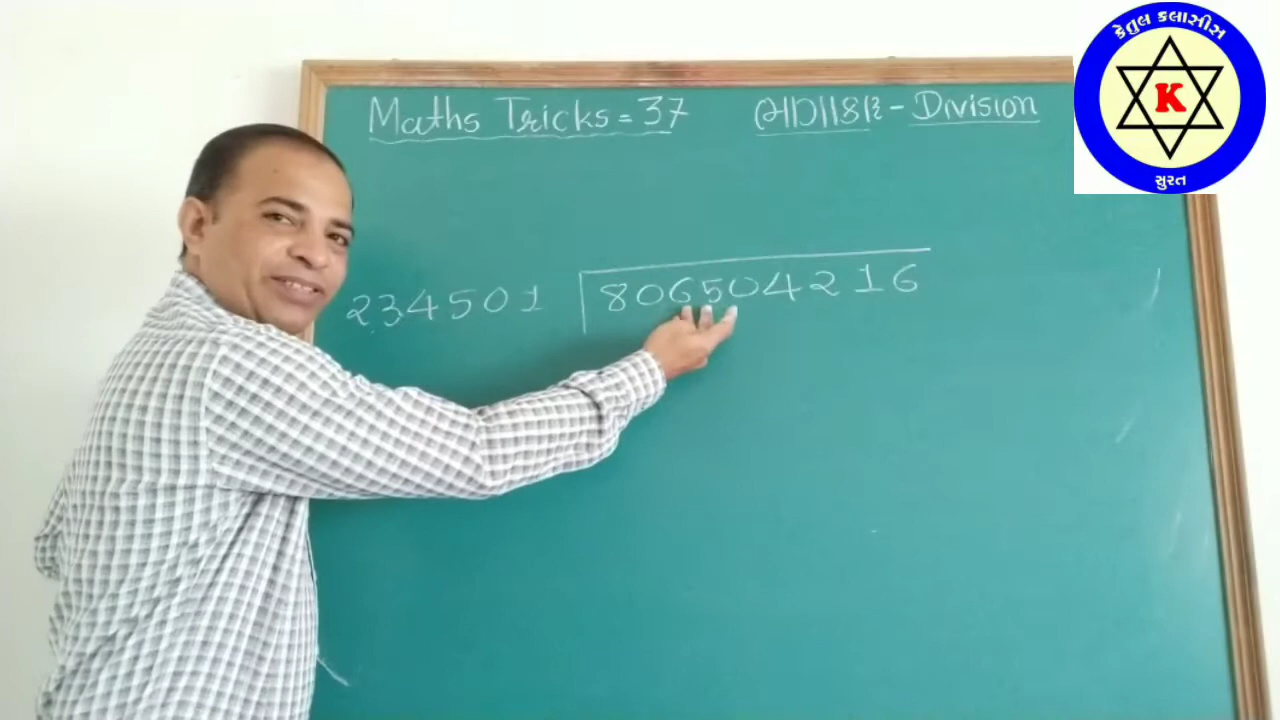 કેતુલ કલાસીસ
K
સુરત
Maths Tricks = 37 ભાગાકાર - Division
234501 806504216